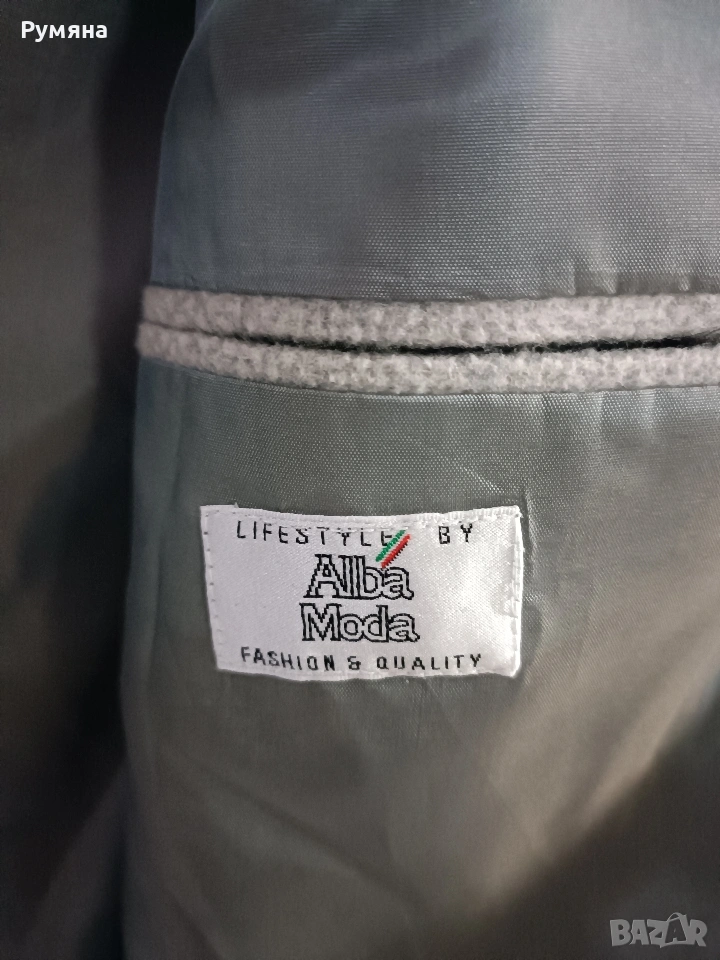 Румяна
LIFESTYLE BY
Alba
Moda
FASHION & QUALITY
BAZAR